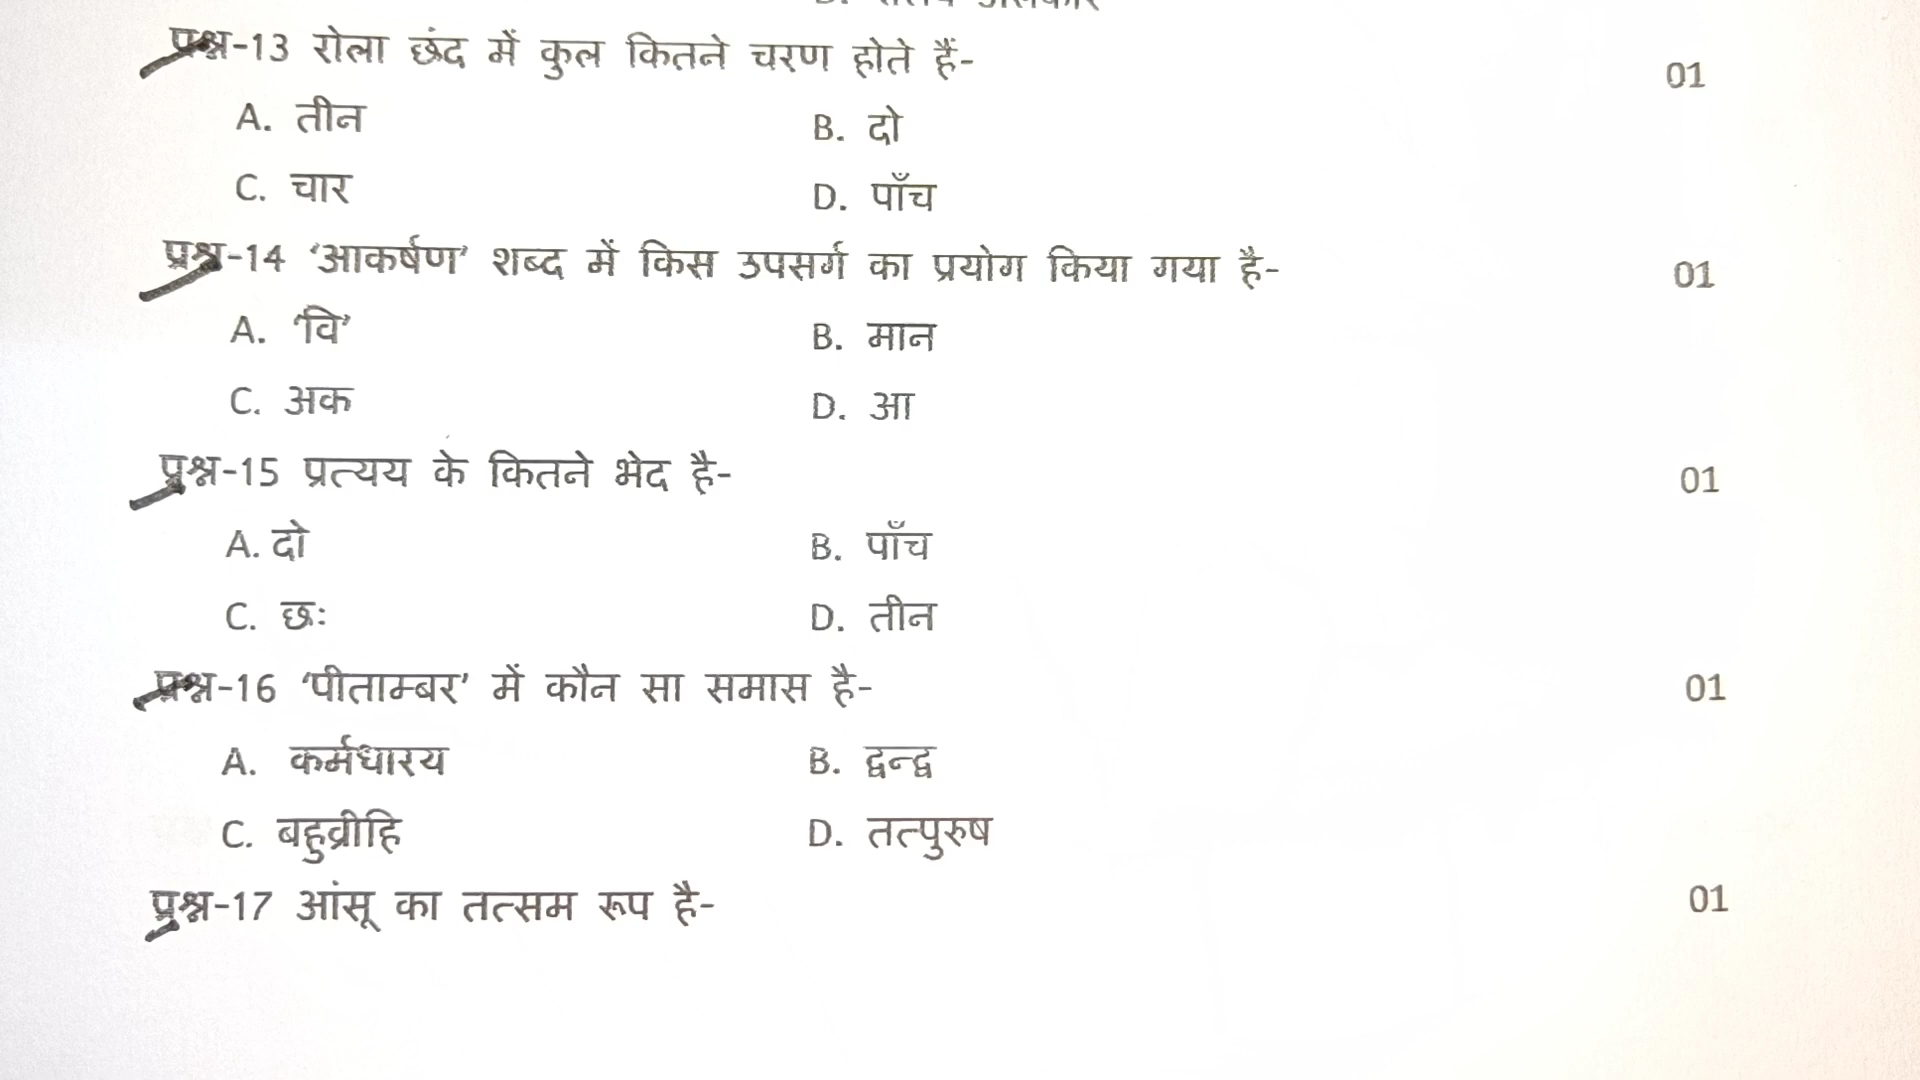 प्रश्न-13 रोला छंद में कुल कितने चरण होते हैं- 01
A. तीन B. दो
C. चार D. पाँच
प्रश्न-14 ‘आकर्षण’ शब्द में किस उपसर्ग का प्रयोग किया गया है- 01
A. ‘वि’ B. मान
C. अक D. आ
प्रश्न-15 प्रत्यय के कितने भेद है- 01
A. दो B. पाँच
C. छः D. तीन
प्रश्न-16 ‘पीताम्बर’ में कौन सा समास है- 01
A. कर्मधारय B. द्वन्द्व
C. बहुव्रीहि D. तत्पुरुष
प्रश्न-17 आंसू का तत्सम रूप है- 01